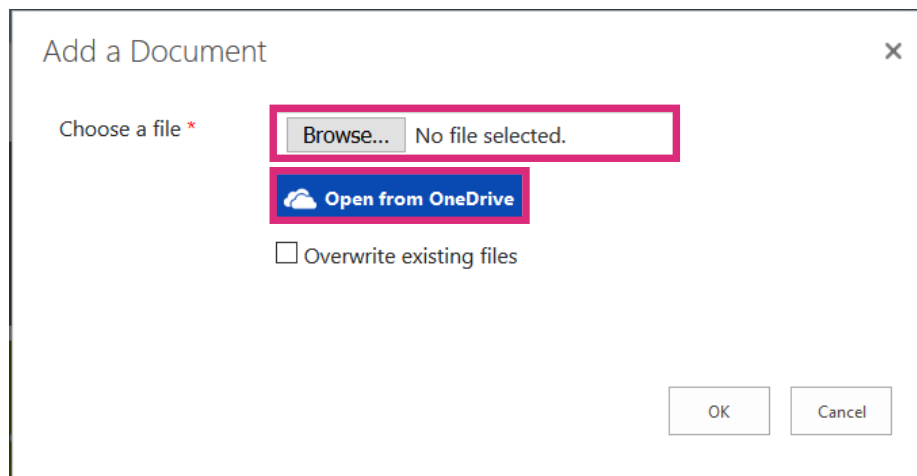 Add a Document
Choose a file *
Browse... No file selected.
Open from OneDrive
Overwrite existing files
OK Cancel